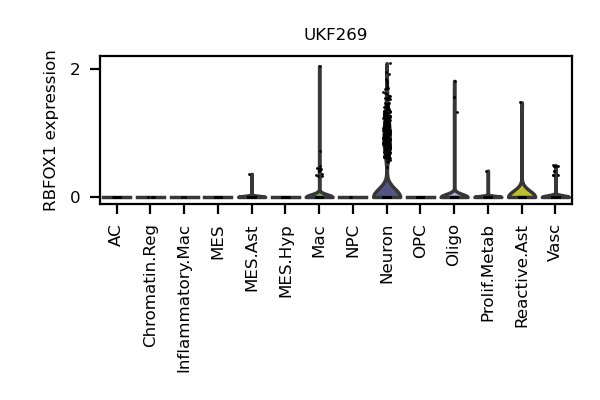 UKF269
RBFOX1 expression
2
0
AC
Chromatin.Reg
Inflammatory.Mac
MES
MES.Ast
MES.Hyp
Mac
NPC
Neuron
OPC
Oligo
Prolif.Metab
Reactive.Ast
Vasc